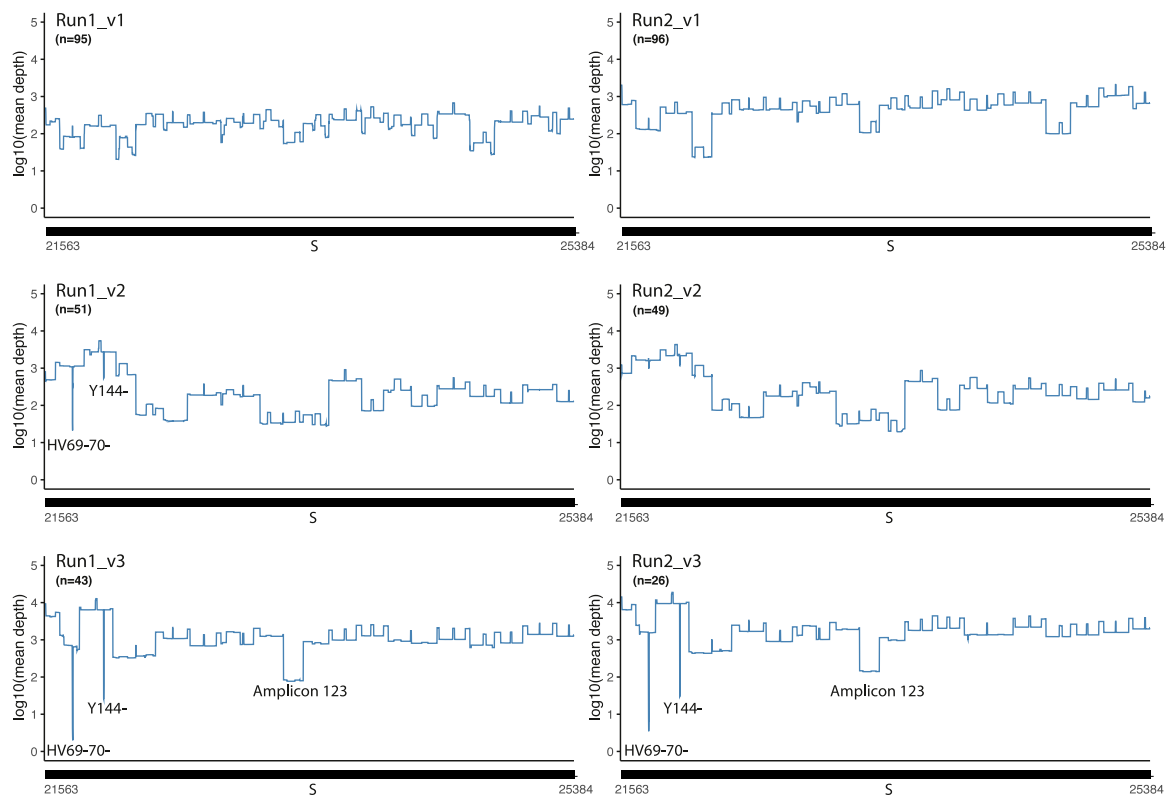 Run1_v1
(n=95)
log10(mean depth)
5
4
3
2
1
0
21563
S
25384
Run2_v1
(n=96)
log10(mean depth)
5
4
3
2
1
0
21563
S
25384
Run1_v2
(n=51)
log10(mean depth)
5
4
3
2
1
0
Y144-
HV69-70-
21563
S
25384
Run2_v2
(n=49)
log10(mean depth)
5
4
3
2
1
0
21563
S
25384
Run1_v3
(n=43)
log10(mean depth)
5
4
3
2
1
0
Amplicon 123
Y144-
HV69-70-
21563
S
25384
Run2_v3
(n=26)
log10(mean depth)
5
4
3
2
1
0
Amplicon 123
Y144-
HV69-70-
21563
S
25384